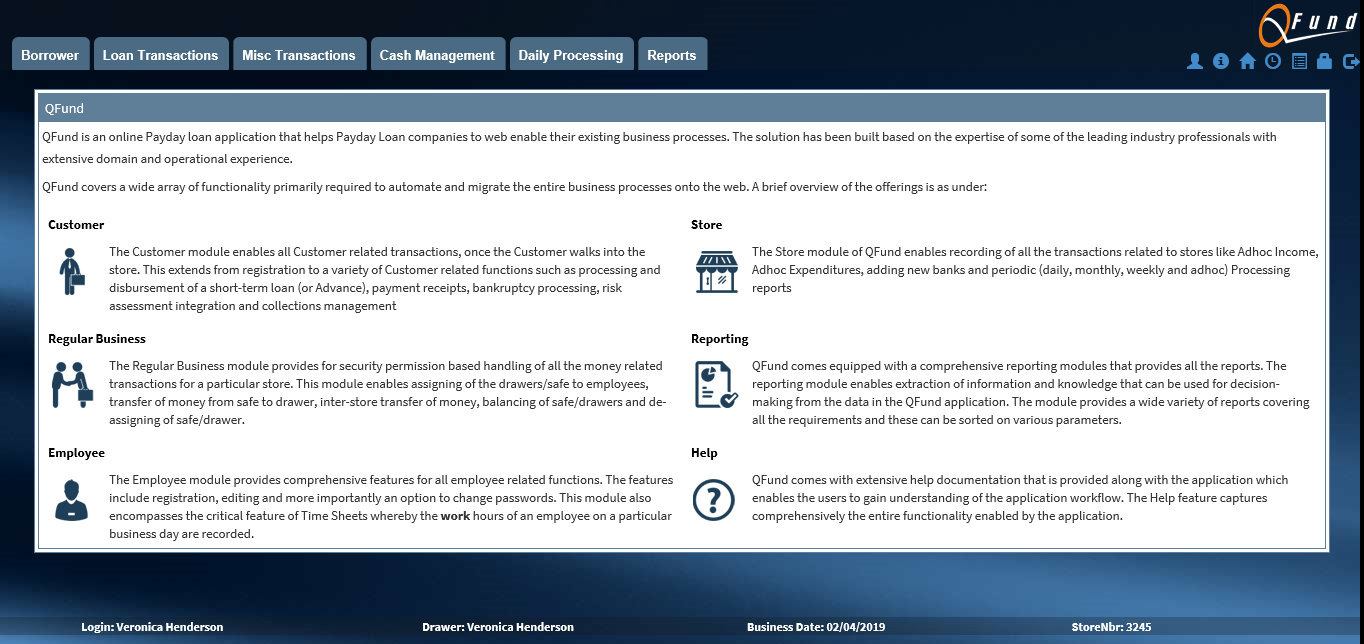 QFund
Borrower
Loan Transactions
Misc Transactions
Cash Management
Daily Processing
Reports
QFund
QFund is an online Payday loan application that helps Payday Loan companies to web enable their existing business processes. The solution has been built based on the expertise of some of the leading industry professionals with
extensive domain and operational experience.
QFund covers a wide array of functionality primarily required to automate and migrate the entire business processes onto the web. A brief overview of the offerings is as under:
Customer
The Customer module enables all Customer related transactions, once the Customer walks into the
store. This extends from registration to a variety of Customer related functions such as processing and
disbursement of a short-term loan (or Advance), payment receipts, bankruptcy processing, risk
assessment integration and collections management
Store
The Store module of QFund enables recording of all the transactions related to stores like Adhoc Income,
Adhoc Expenditures, adding new banks and periodic (daily, monthly, weekly and adhoc) Processing
reports
Regular Business
The Regular Business module provides for security permission based handling of all the money related
transactions for a particular store. This module enables assigning of the drawers/safe to employees,
transfer of money from safe to drawer, inter-store transfer of money, balancing of safe/drawers and de-
assigning of safe/drawer.
Reporting
QFund comes equipped with a comprehensive reporting modules that provides all the reports. The
reporting module enables extraction of information and knowledge that can be used for decision-
making from the data in the QFund application. The module provides a wide variety of reports covering
all the requirements and these can be sorted on various parameters.
Employee
The Employee module provides comprehensive features for all employee related functions. The features
include registration, editing and more importantly an option to change passwords. This module also
encompasses the critical feature of Time Sheets whereby the work hours of an employee on a particular
business day are recorded.
Help
QFund comes with extensive help documentation that is provided along with the application which
enables the users to gain understanding of the application workflow. The Help feature captures
comprehensively the entire functionality enabled by the application.
Login: Veronica Henderson
Drawer: Veronica Henderson
Business Date: 02/04/2019
StoreNbr: 3245